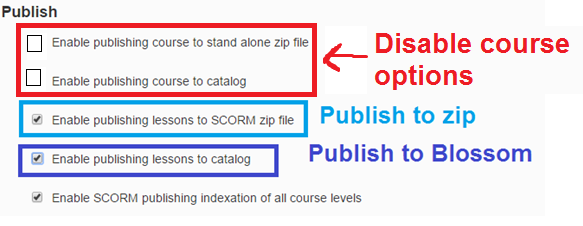 Publish
Enable publishing course to stand alone zip file
Disable course
options
Enable publishing course to catalog
Enable publishing lessons to SCORM zip file
Publish to zip
Enable publishing lessons to catalog
Publish to Blossom
Enable SCORM publishing indexation of all course levels